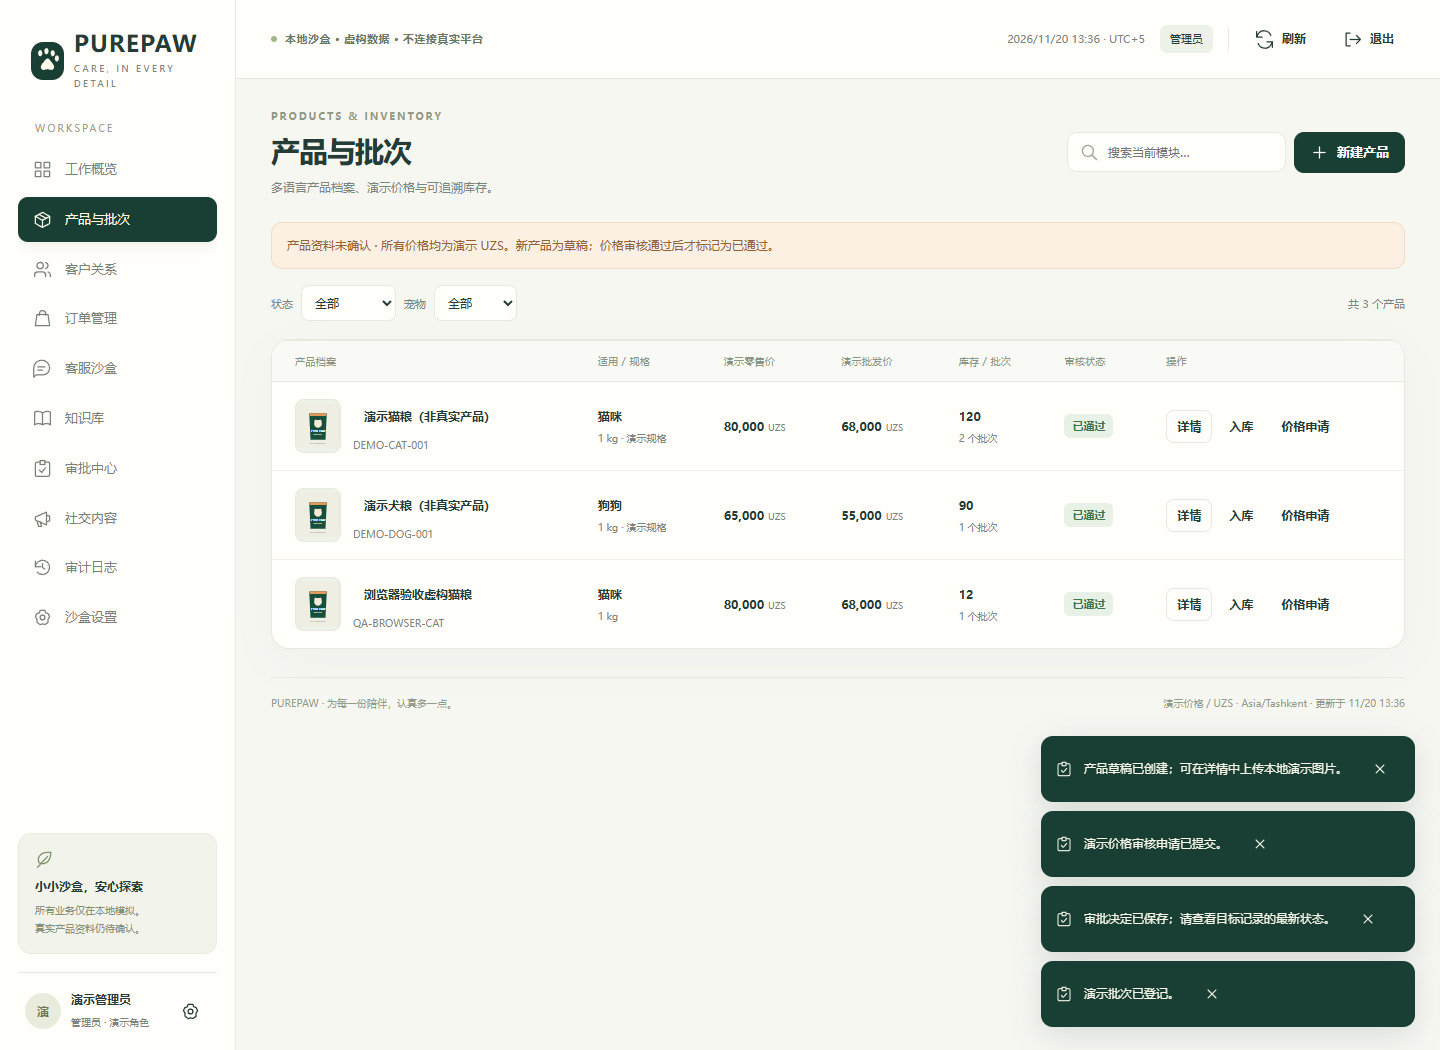 PUREPAW
CARE, IN EVERY
DETAIL
WORKSPACE
工作概览
产品与批次
客户关系
订单管理
客服沙盒
知识库
审批中心
社交内容
审计日志
沙盒设置
小小沙盒，安心探索
所有业务仅在本地模拟。
真实产品资料仍待确认。
演
演示管理员
管理员 · 演示角色
本地沙盒 • 虚构数据 • 不连接真实平台
2026/11/20 13:36 · UTC+5
管理员
刷新
退出
PRODUCTS & INVENTORY
产品与批次
多语言产品档案、演示价格与可追溯库存。
搜索当前模块...
新建产品
产品资料未确认 · 所有价格均为演示 UZS。新产品为草稿；价格审核通过后才标记为已通过。
状态 全部 宠物 全部
共 3 个产品
产品档案 适用 / 规格 演示零售价 演示批发价 库存 / 批次 审核状态 操作
演示猫粮（非真实产品）
DEMO-CAT-001
猫咪
1 kg · 演示规格
80,000 UZS
68,000 UZS
120
2 个批次
已通过
详情 入库 价格申请
演示犬粮（非真实产品）
DEMO-DOG-001
狗狗
1 kg · 演示规格
65,000 UZS
55,000 UZS
90
1 个批次
已通过
详情 入库 价格申请
浏览器验收虚构猫粮
QA-BROWSER-CAT
猫咪
1 kg
80,000 UZS
68,000 UZS
12
1 个批次
已通过
详情 入库 价格申请
PUREPAW · 为每一份陪伴，认真多一点。
演示价格 / UZS · Asia/Tashkent · 更新于 11/20 13:36
产品草稿已创建；可在详情中上传本地演示图片。
演示价格审核申请已提交。
审批决定已保存；请查看目标记录的最新状态。
演示批次已登记。